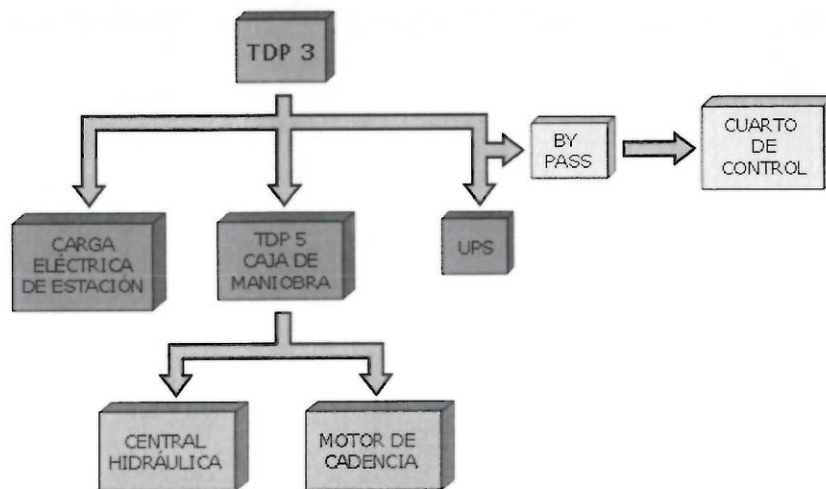 TDP 3
BY
PASS
CUARTO
DE
CONTROL
CARGA
ELÉCTRICA
DE ESTACIÓN
TDP 5
CAJA DE
MANIOBRA
UPS
CENTRAL
HIDRÁULICA
MOTOR DE
CADENCIA